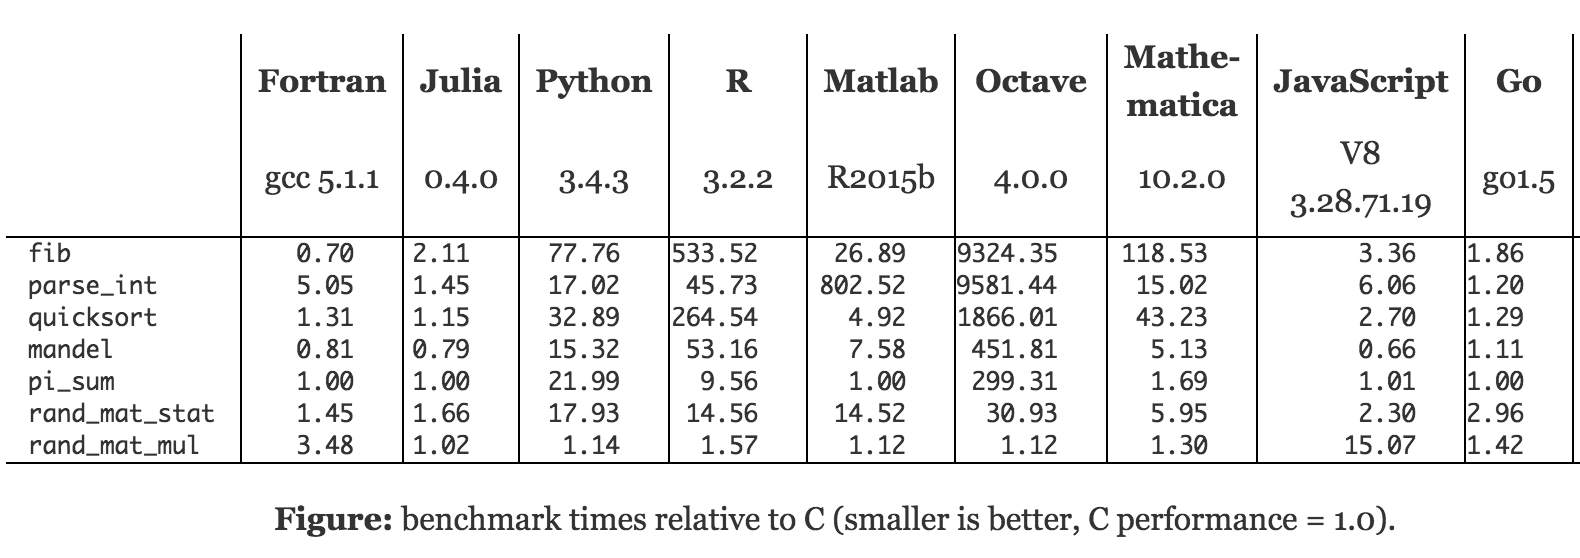 Fortran Julia Python R Matlab Octave Mathe-
matica JavaScript Go
gcc 5.1.1 0.4.0 3.4.3 3.2.2 R2015b 4.0.0 10.2.0 V8
3.28.71.19 go1.5
fib 0.70 2.11 77.76 533.52 26.89 9324.35 118.53 3.36 1.86
parse_int 5.05 1.45 17.02 45.73 802.52 9581.44 15.02 6.06 1.20
quicksort 1.31 1.15 32.89 264.54 4.92 1866.01 43.23 2.70 1.29
mandel 0.81 0.79 15.32 53.16 7.58 451.81 5.13 0.66 1.11
pi_sum 1.00 1.00 21.99 9.56 1.00 299.31 1.69 1.01 1.00
rand_mat_stat 1.45 1.66 17.93 14.56 14.52 30.93 5.95 2.30 2.96
rand_mat_mul 3.48 1.02 1.14 1.57 1.12 1.12 1.30 15.07 1.42
Figure: benchmark times relative to C (smaller is better, C performance = 1.0).